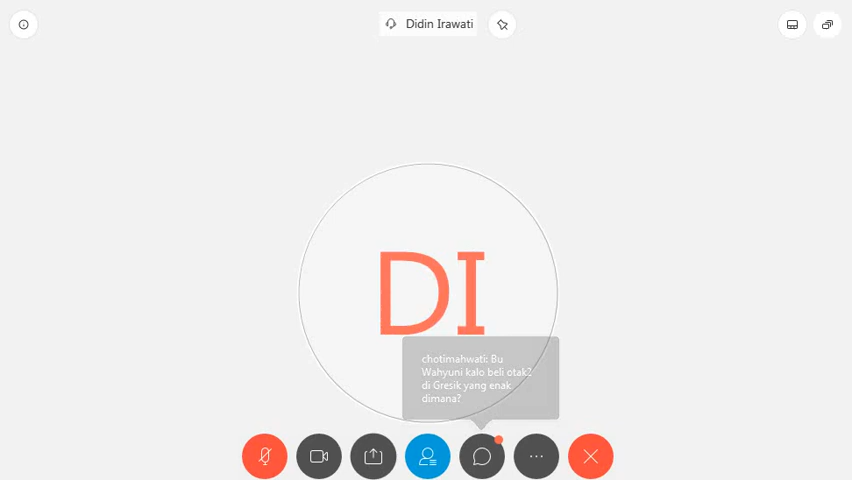 Didin Irawati
DI
chotimahwati: Bu
Wahyuni kalo beli otak2
di Gresik yang enak
dimana?